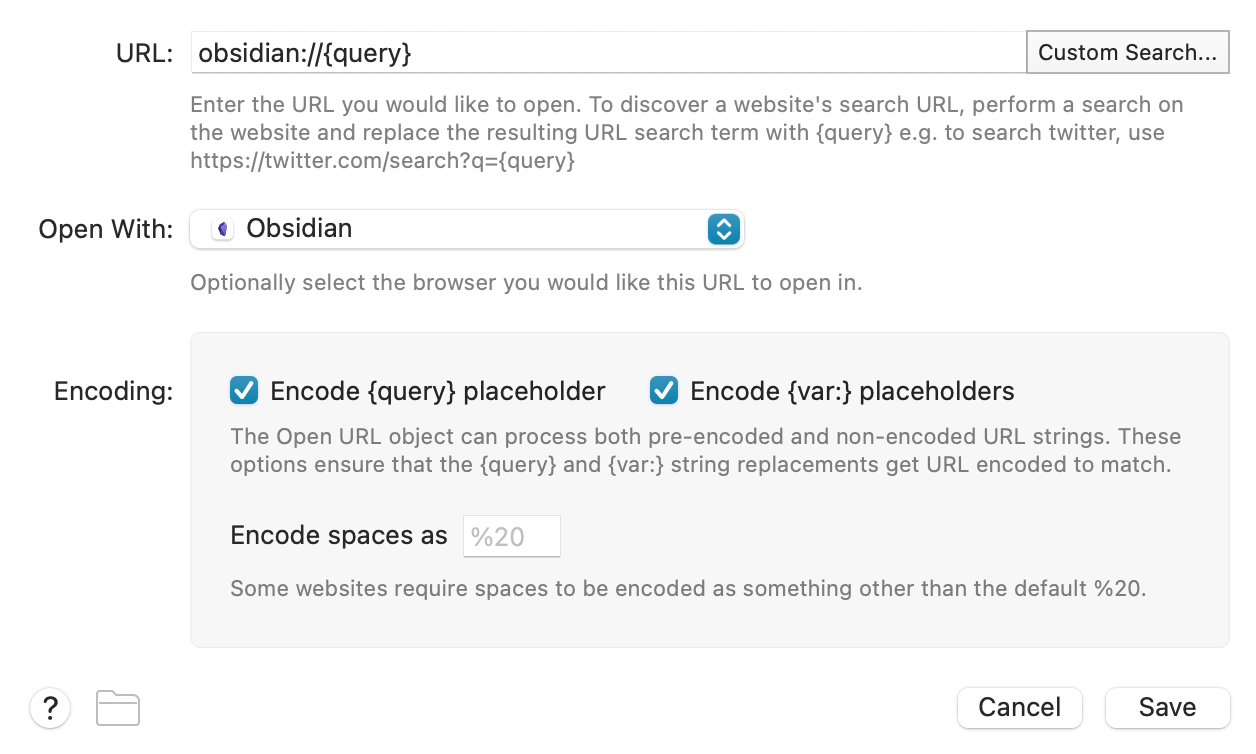 URL: obsidian://{query} Custom Search...
Enter the URL you would like to open. To discover a website's search URL, perform a search on
the website and replace the resulting URL search term with {query} e.g. to search twitter, use
https://twitter.com/search?q={query}
Open With: Obsidian
Optionally select the browser you would like this URL to open in.
Encoding: Encode {query} placeholder Encode {var:} placeholders
The Open URL object can process both pre-encoded and non-encoded URL strings. These
options ensure that the {query} and {var:} string replacements get URL encoded to match.
Encode spaces as %20
Some websites require spaces to be encoded as something other than the default %20.
? Cancel Save